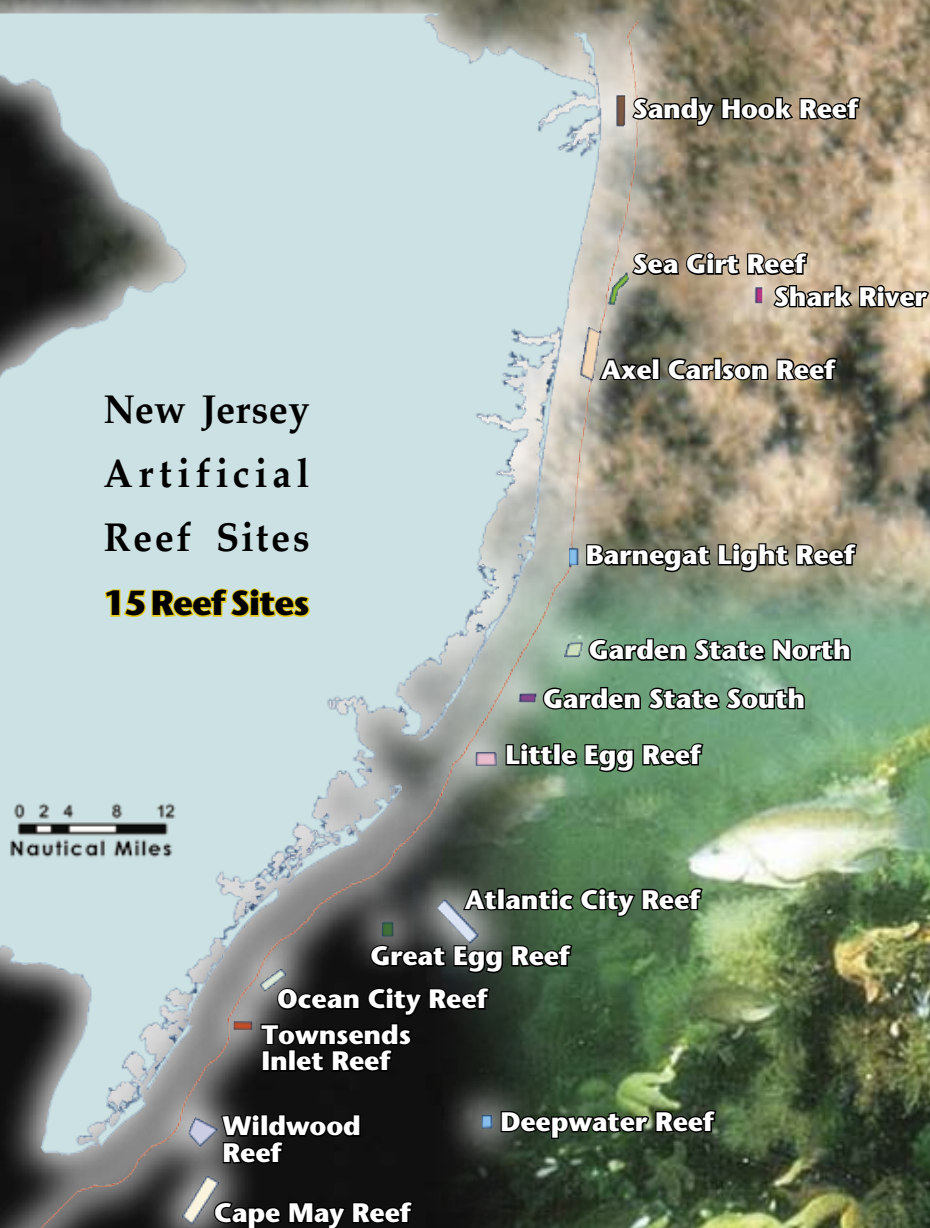 Sandy Hook Reef
Sea Girt Reef
Shark River
Axel Carlson Reef
New Jersey
Artificial
Reef Sites
15 Reef Sites
Barnegat Light Reef
Garden State North
Garden State South
Little Egg Reef
0 2 4 8 12
Nautical Miles
Atlantic City Reef
Great Egg Reef
Ocean City Reef
Townsends
Inlet Reef
Wildwood
Reef
Deepwater Reef
Cape May Reef